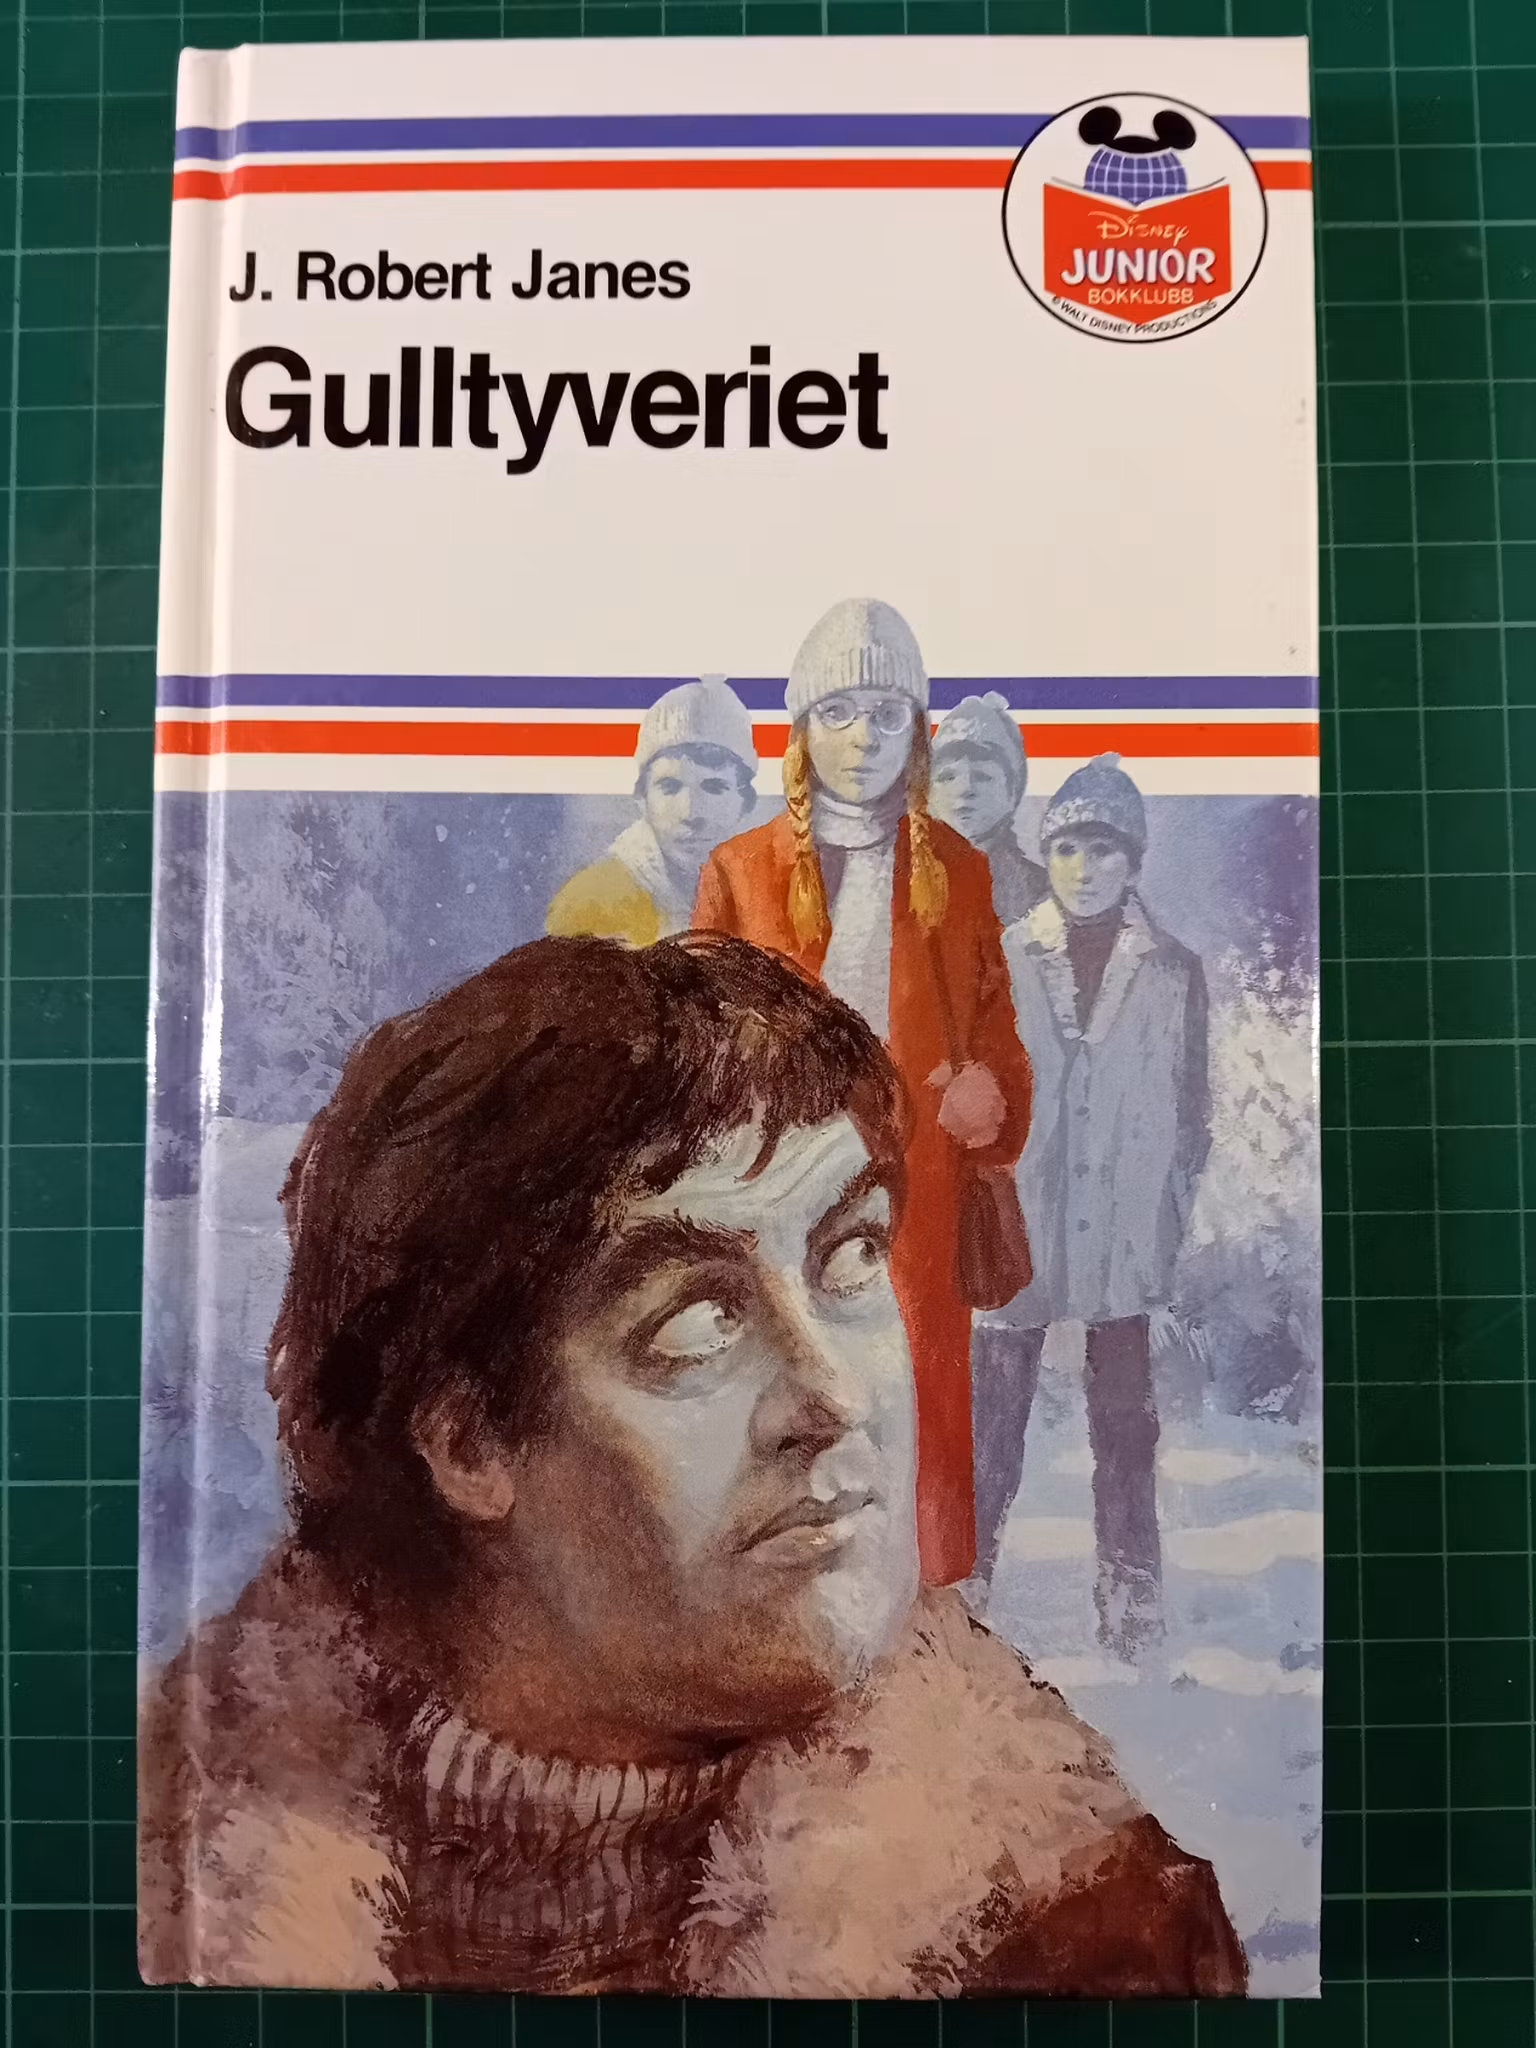 J. Robert Janes
Gulltyveriet
Disney
JUNIOR
BOKKLUBB
© WALT DISNEY PRODUCTIONS